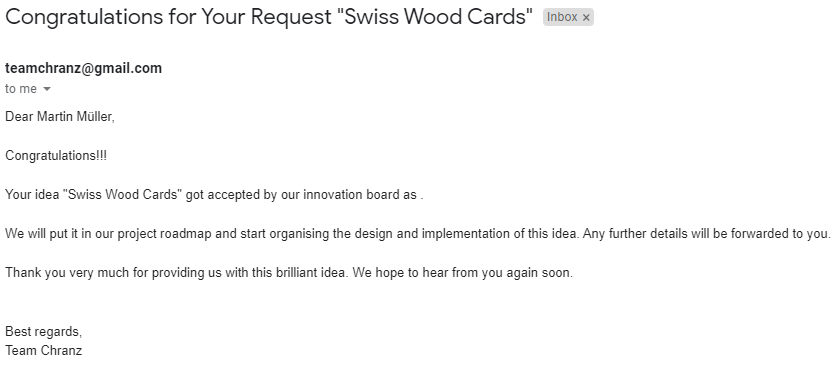 Congratulations for Your Request "Swiss Wood Cards" Inbox ×
teamchranz@gmail.com
to me
Dear Martin Müller,
Congratulations!!!
Your idea "Swiss Wood Cards" got accepted by our innovation board as .
We will put it in our project roadmap and start organising the design and implementation of this idea. Any further details will be forwarded to you.
Thank you very much for providing us with this brilliant idea. We hope to hear from you again soon.
Best regards,
Team Chranz